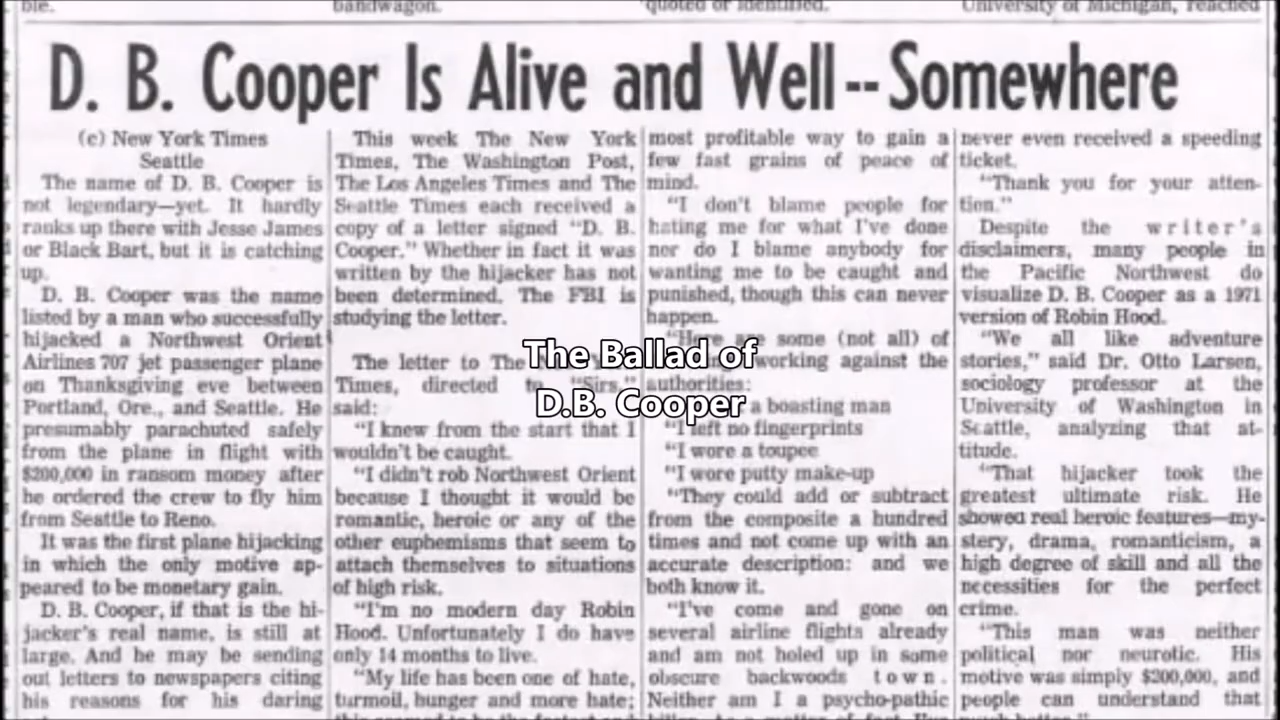 ble.
bandwagon.
quoted or identified.
University of Michigan, reached
D. B. Cooper Is Alive and Well -- Somewhere
(c) New York Times
Seattle
The name of D. B. Cooper is
not legendary—yet. It hardly
ranks up there with Jesse James
or Black Bart, but it is catching
up.
D. B. Cooper was the name
listed by a man who successfully
hijacked a Northwest Orient
Airlines 707 jet passenger plane
on Thanksgiving eve between
Portland, Ore., and Seattle. He
presumably parachuted safely
from the plane in flight with
$200,000 in ransom money after
he ordered the crew to fly him
from Seattle to Reno.
It was the first plane hijacking
in which the only motive ap-
peared to be monetary gain.
D. B. Cooper, if that is the hi-
jacker's real name, is still at
large. And he may be sending
out letters to newspapers citing
his reasons for his daring
This week The New York
Times, The Washington Post,
The Los Angeles Times and The
Seattle Times each received a
copy of a letter signed "D. B.
Cooper." Whether in fact it was
written by the hijacker has not
been determined. The FBI is
studying the letter.
The letter to The
Times, directed to "Sirs,"
said:
"I knew from the start that I
wouldn't be caught.
"I didn't rob Northwest Orient
because I thought it would be
romantic, heroic or any of the
other euphemisms that seem to
attach themselves to situations
of high risk.
"I'm no modern day Robin
Hood. Unfortunately I do have
only 14 months to live.
"My life has been one of hate,
turmoil, hunger and more hate;
most profitable way to gain a
few fast grains of peace of
mind.
"I don't blame people for
hating me for what I've done
nor do I blame anybody for
wanting me to be caught and
punished, though this can never
happen.
"Here are some (not all) of
working against the
authorities:
a boasting man
"I left no fingerprints
"I wore a toupee
"I wore putty make-up
"They could add or subtract
from the composite a hundred
times and not come up with an
accurate description: and we
both know it.
"I've come and gone on
several airline flights already
and am not holed up in some
obscure backwoods town.
Neither am I a psycho-pathic
never even received a speeding
ticket.
"Thank you for your atten-
tion."
Despite the writer's
disclaimers, many people in
the Pacific Northwest do
visualize D. B. Cooper as a 1971
version of Robin Hood.
"We all like adventure
stories," said Dr. Otto Larsen,
sociology professor at the
University of Washington in
Seattle, analyzing that at-
titude.
"That hijacker took the
greatest ultimate risk. He
showed real heroic features—my-
stery, drama, romanticism, a
high degree of skill and all the
necessities for the perfect
crime.
"This man was neither
political nor neurotic. His
motive was simply $200,000, and
people can understand that
The Ballad of
D.B. Cooper